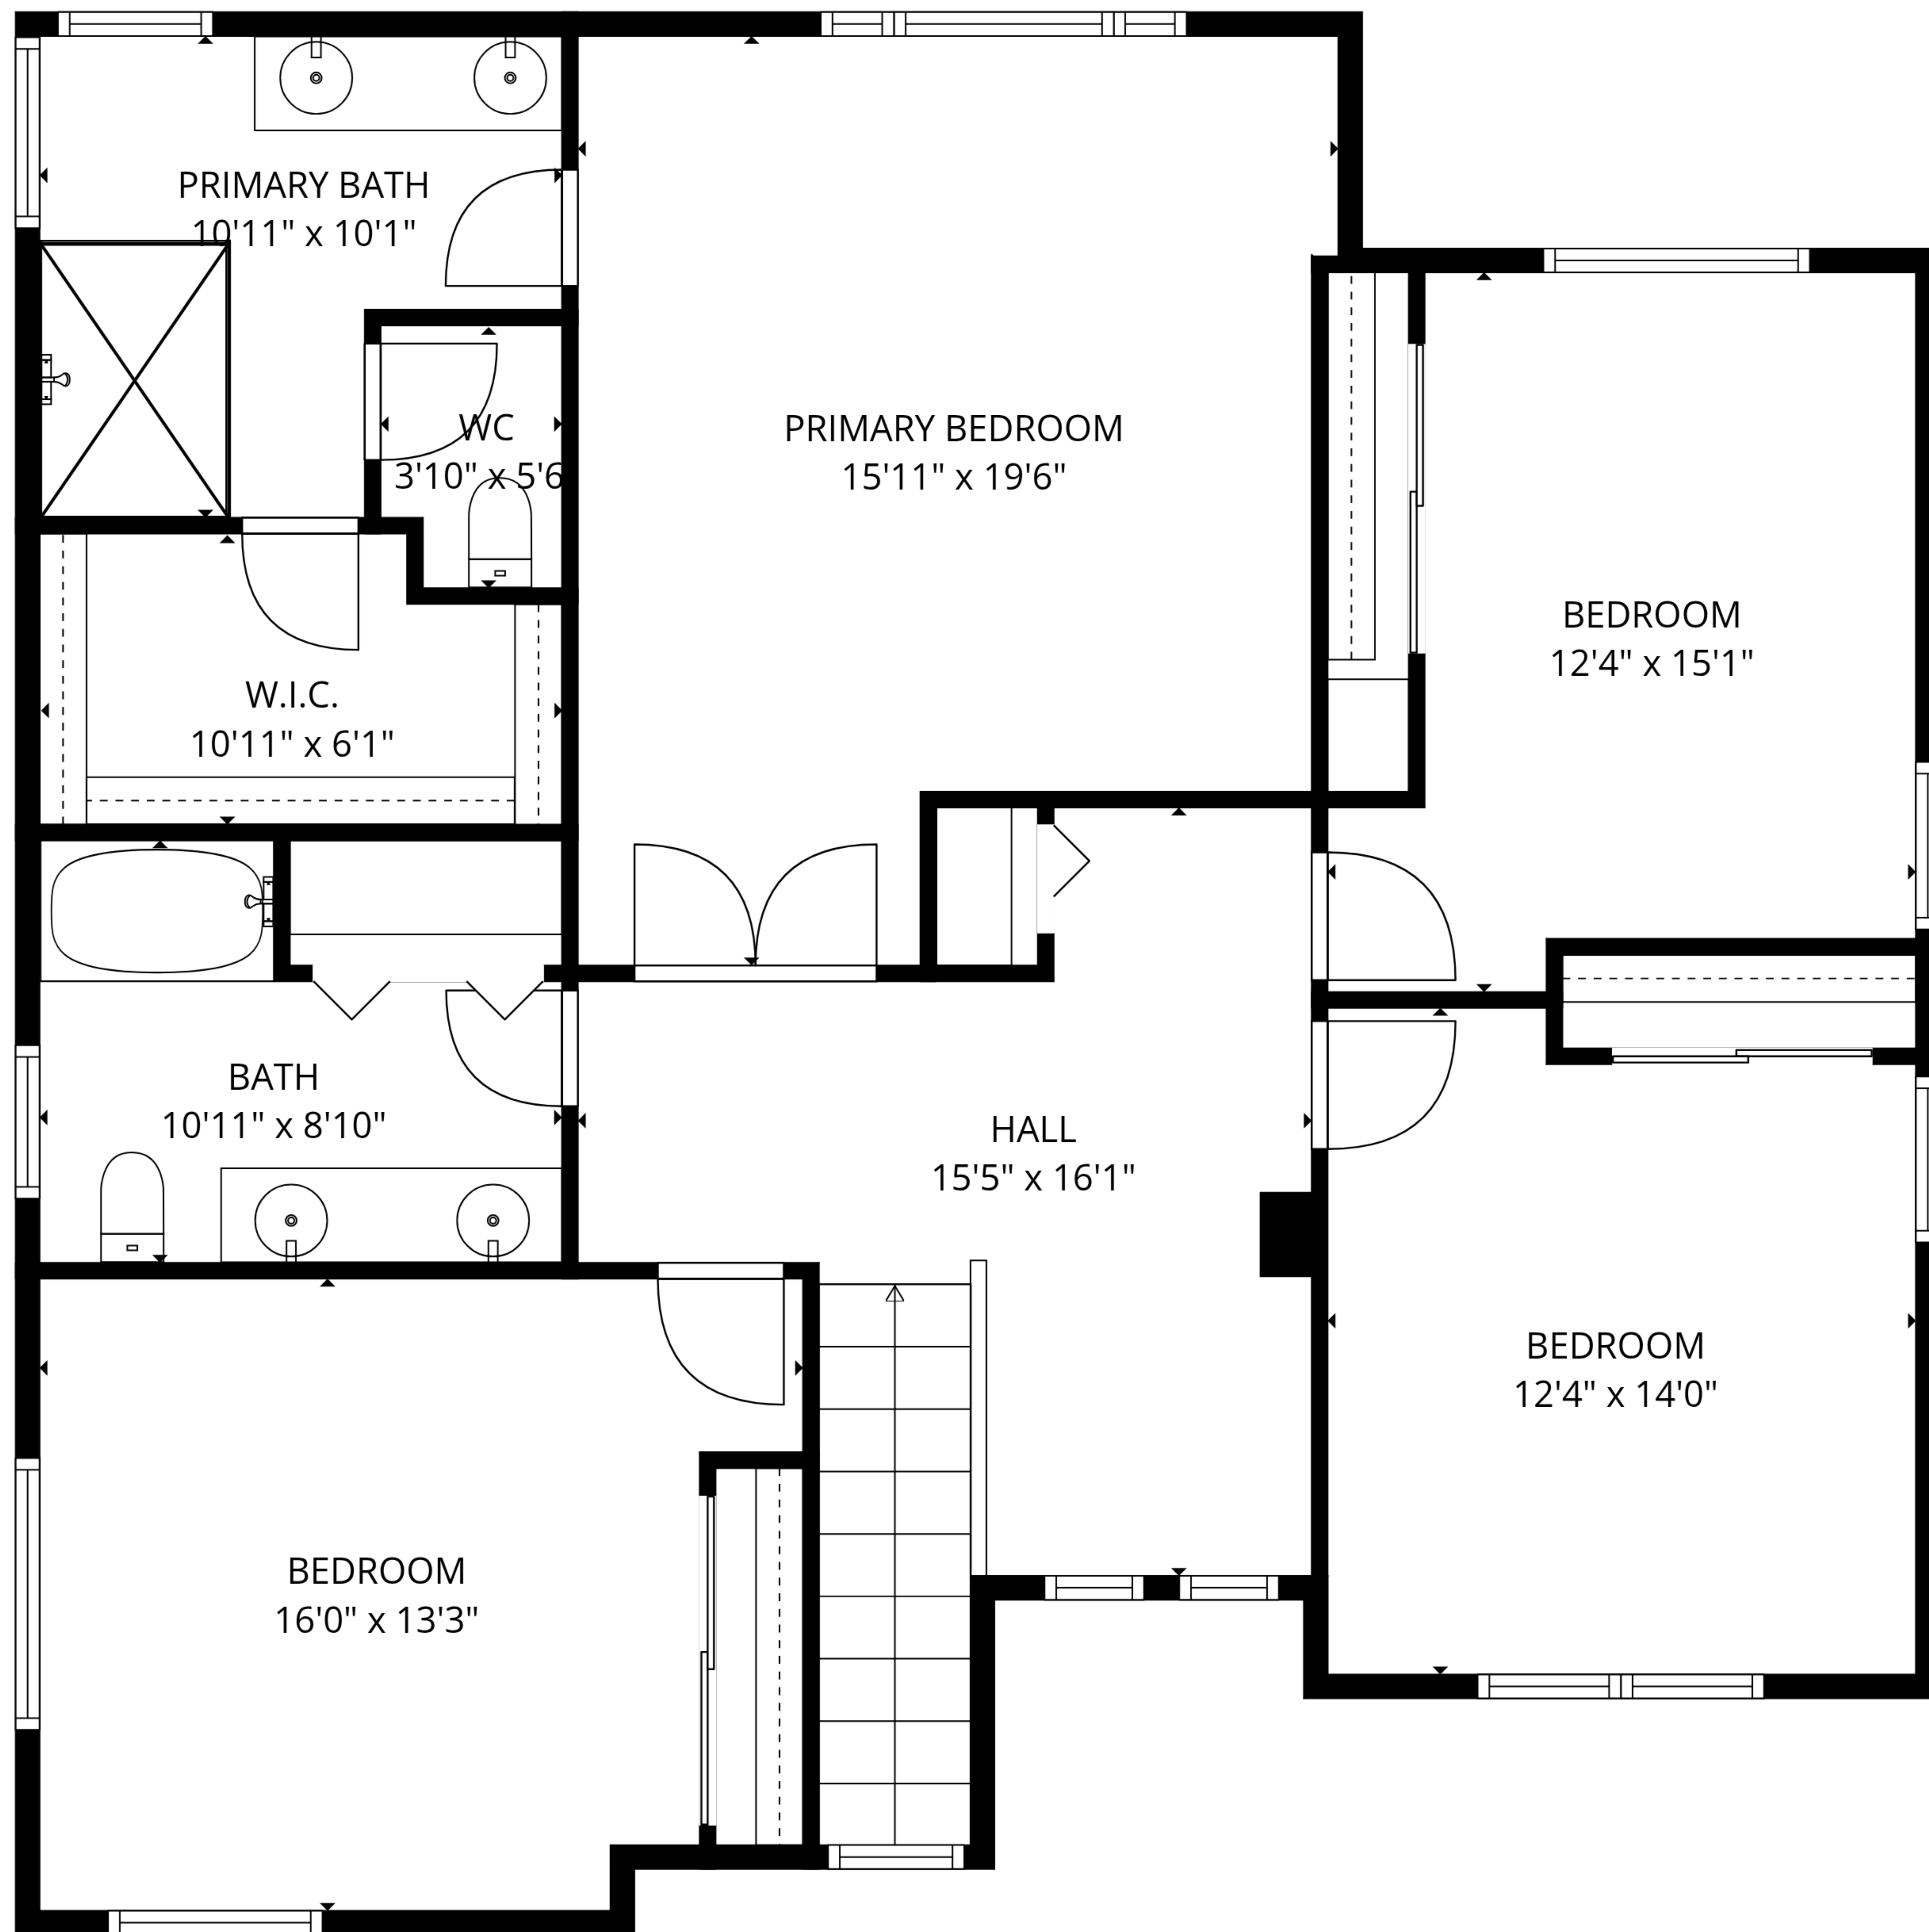 PRIMARY BATH
10'11" x 10'1"
WC
3'10" x 5'6
PRIMARY BEDROOM
15'11" x 19'6"
BEDROOM
12'4" x 15'1"
W.I.C.
10'11" x 6'1"
BATH
10'11" x 8'10"
HALL
15'5" x 16'1"
BEDROOM
12'4" x 14'0"
BEDROOM
16'0" x 13'3"